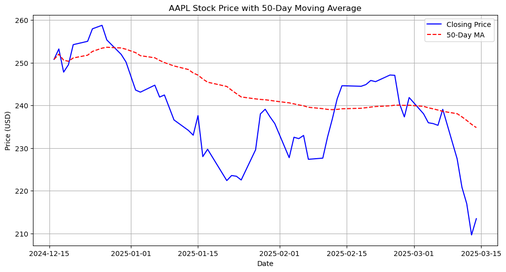 AAPL Stock Price with 50-Day Moving Average
Closing Price
50-Day MA
Price (USD)
260
250
240
230
220
210
2024-12-15
2025-01-01
2025-01-15
2025-02-01
2025-02-15
2025-03-01
2025-03-15
Date